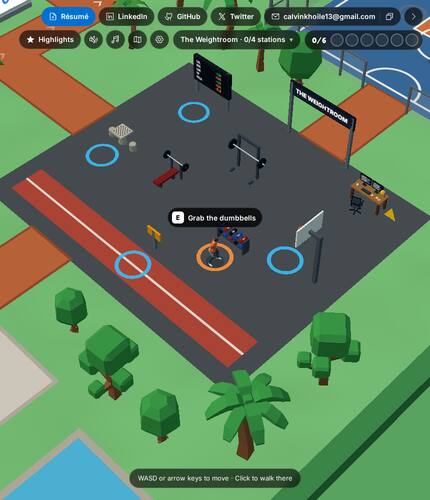 Résumé
LinkedIn
GitHub
Twitter
calvinkhoile13@gmail.com
Highlights
The Weightroom · 0/4 stations
0/6
THE WEIGHTROOM
E Grab the dumbbells
WASD or arrow keys to move · Click to walk there